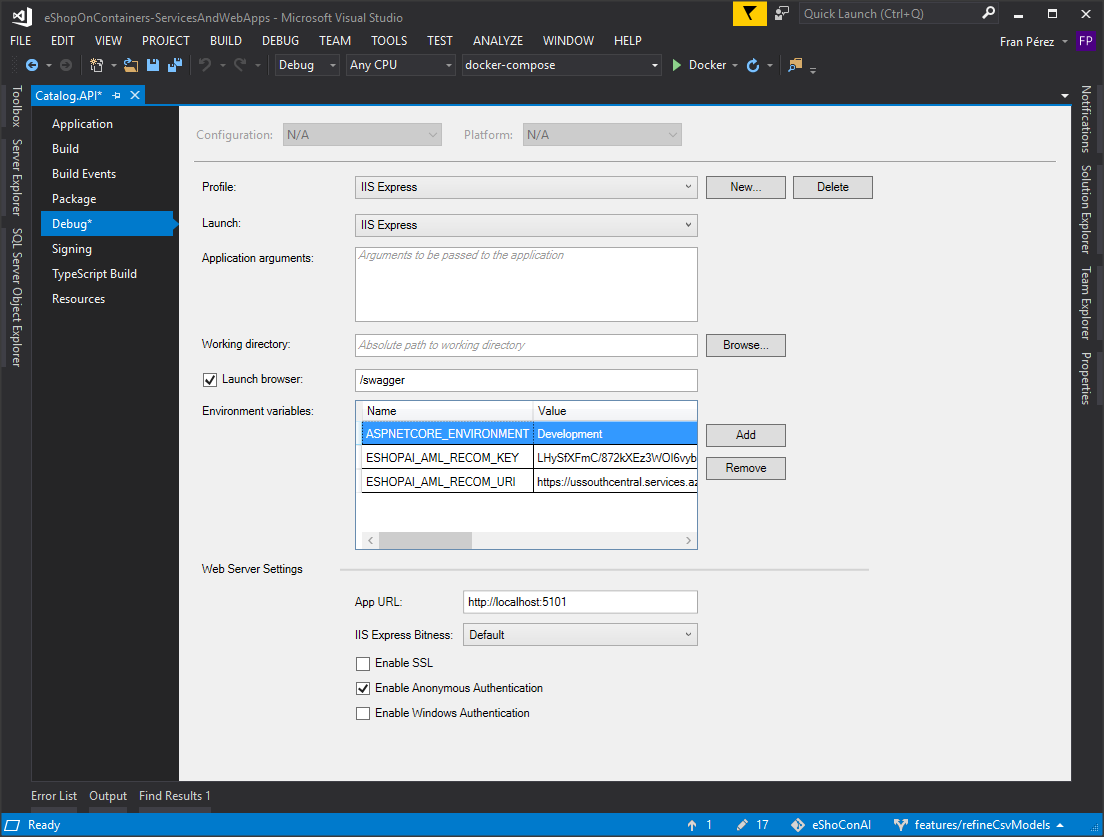 eShopOnContainers-ServicesAndWebApps - Microsoft Visual Studio
Quick Launch (Ctrl+Q)
FILE EDIT VIEW PROJECT BUILD DEBUG TEAM TOOLS TEST ANALYZE WINDOW HELP
Fran Pérez FP
Debug Any CPU docker-compose Docker
Toolbox
Server Explorer
SQL Server Object Explorer
Catalog.API*
Application
Build
Build Events
Package
Debug*
Signing
TypeScript Build
Resources
Configuration: N/A Platform: N/A
Profile: IIS Express New... Delete
Launch: IIS Express
Application arguments: Arguments to be passed to the application
Working directory: Absolute path to working directory Browse...
Launch browser: /swagger
Environment variables:
Name Value
ASPNETCORE_ENVIRONMENT Development
ESHOPAI_AML_RECOM_KEY LHySfXFmC/872kXEz3WOI6vyb
ESHOPAI_AML_RECOM_URI https://ussouthcentral.services.az
Add
Remove
Web Server Settings
App URL: http://localhost:5101
IIS Express Bitness: Default
Enable SSL
Enable Anonymous Authentication
Enable Windows Authentication
Notifications
Solution Explorer
Team Explorer
Properties
Error List Output Find Results 1
Ready 1 17 eShoConAI features/refineCsvModels